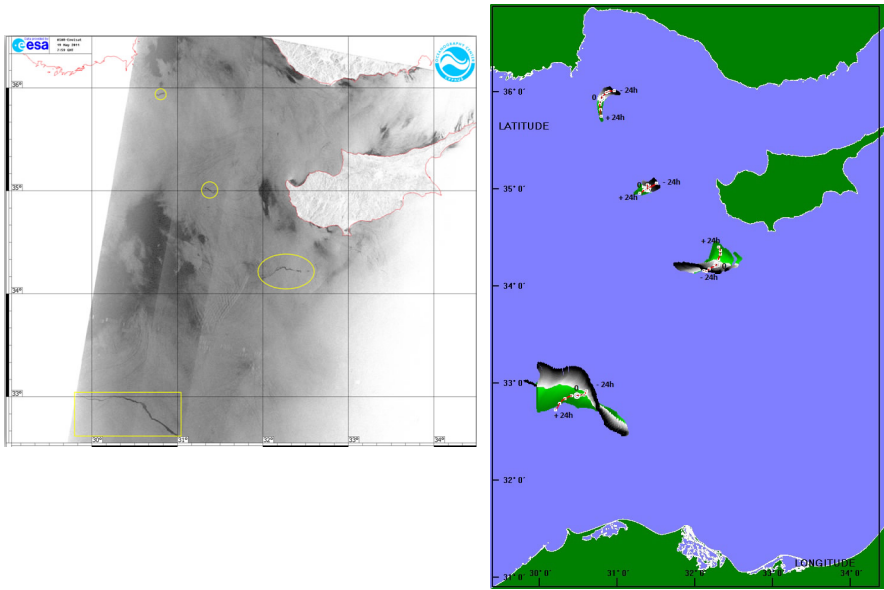 esa
ASAR-Envisat
36°
35°
34°
33°
30°
31°
32°
33°
34°
36° 0'
LATITUDE
35° 0'
34° 0'
33° 0'
32° 0'
31° 0'
0
- 24h
+ 24h
0
- 24h
+ 24h
+ 24h
0
- 24h
0
- 24h
+ 24h
LONGITUDE
30° 0'
31° 0'
32° 0'
33° 0'
34° 0'